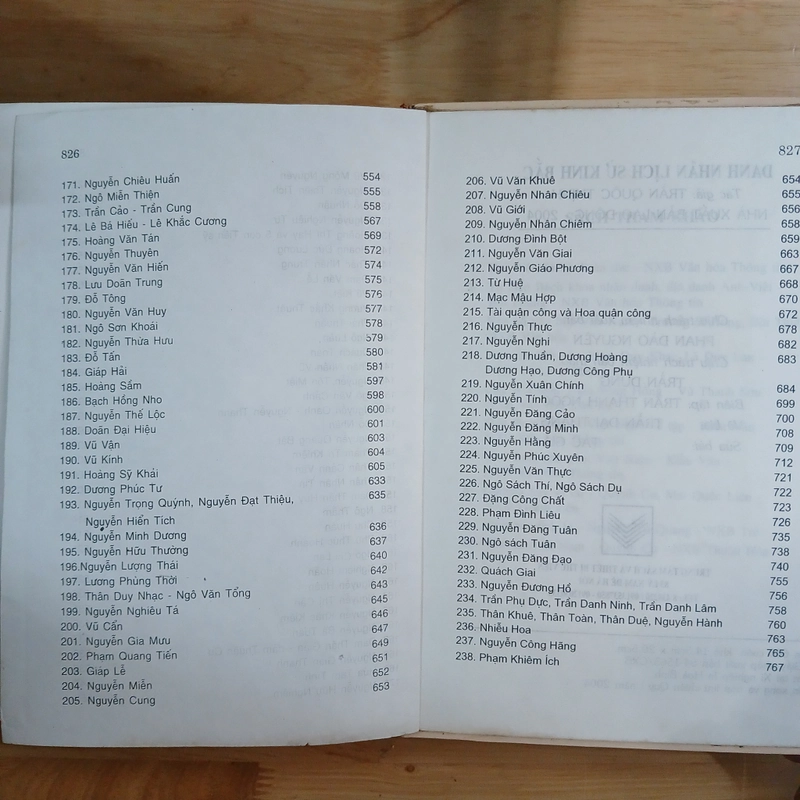 826
171. Nguyễn Chiêu Huấn 554
172. Ngô Miễn Thiện 555
173. Trần Cảo - Trần Cung 558
174. Lê Bá Hiếu - Lê Khắc Cương 567
175. Hoàng Văn Tán 569
176. Nguyễn Thuyên 572
177. Nguyễn Văn Hiến 574
178. Lưu Doãn Trung 575
179. Đỗ Tông 576
180. Nguyễn Văn Huy 577
181. Ngô Sơn Khoái 578
182. Nguyễn Thừa Hưu 579
183. Đỗ Tấn 580
184. Giáp Hải 581
185. Hoàng Sầm 597
186. Bạch Hồng Nho 598
187. Nguyễn Thế Lộc 600
188. Doãn Đại Hiệu 601
189. Vũ Vận 603
190. Vũ Kính 604
191. Hoàng Sỹ Khải 605
192. Dương Phúc Tư 633
193. Nguyễn Trọng Quýnh, Nguyễn Đạt Thiệu, 635
Nguyễn Hiển Tích
194. Nguyễn Minh Dương 636
195. Nguyễn Hữu Thường 637
196.Nguyễn Lượng Thái 640
197. Lương Phùng Thời 642
198. Thân Duy Nhạc - Ngô Văn Tổng 643
199. Nguyễn Nghiêu Tá 645
200. Vũ Cẩn 646
201. Nguyễn Gia Mưu 647
202. Phạm Quang Tiến 649
203. Giáp Lễ 651
204. Nguyễn Miễn 652
205. Nguyễn Cung 653
827
206. Vũ Văn Khuê 654
207. Nguyễn Nhân Chiêu 655
208. Vũ Giới 656
209. Nguyễn Nhân Chiêm 658
210. Dương Đình Bột 659
211. Nguyễn Văn Giai 663
212. Nguyễn Giáo Phương 667
213. Từ Huệ 668
214. Mạc Mậu Hợp 670
215. Tài quận công và Hoa quận công 672
216. Nguyễn Thực 678
217. Nguyễn Nghi 682
218. Dương Thuấn, Dương Hoàng 683
Dương Hạo, Dương Công Phụ
219. Nguyễn Xuân Chính 684
220. Nguyễn Tính 699
221. Nguyễn Đăng Cảo 700
222. Nguyễn Đăng Minh 708
223. Nguyễn Hằng 709
224. Nguyễn Phúc Xuyên 712
225. Nguyễn Văn Thực 721
226. Ngô Sách Thí, Ngô Sách Dụ 722
227. Đặng Công Chất 723
228. Phạm Đình Liêu 726
229. Nguyễn Đăng Tuân 735
230. Ngô sách Tuân 738
231. Nguyễn Đăng Đạo 740
232. Quách Giai 755
233. Nguyễn Đương Hồ 756
234. Trần Phụ Dực, Trần Danh Ninh, Trần Danh Lâm 758
235. Thân Khuê, Thân Toàn, Thân Duệ, Nguyễn Hành 760
236. Nhiễu Hoa 763
237. Nguyễn Công Hãng 765
238. Phạm Khiêm Ích 767